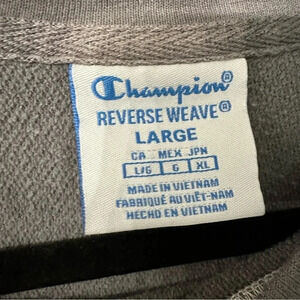 Champion®
REVERSE WEAVE®
LARGE
CA MEX JPN
L/G G XL
MADE IN VIETNAM
FABRIQUÉ AU VIÊT-NAM
HECHO EN VIETNAM